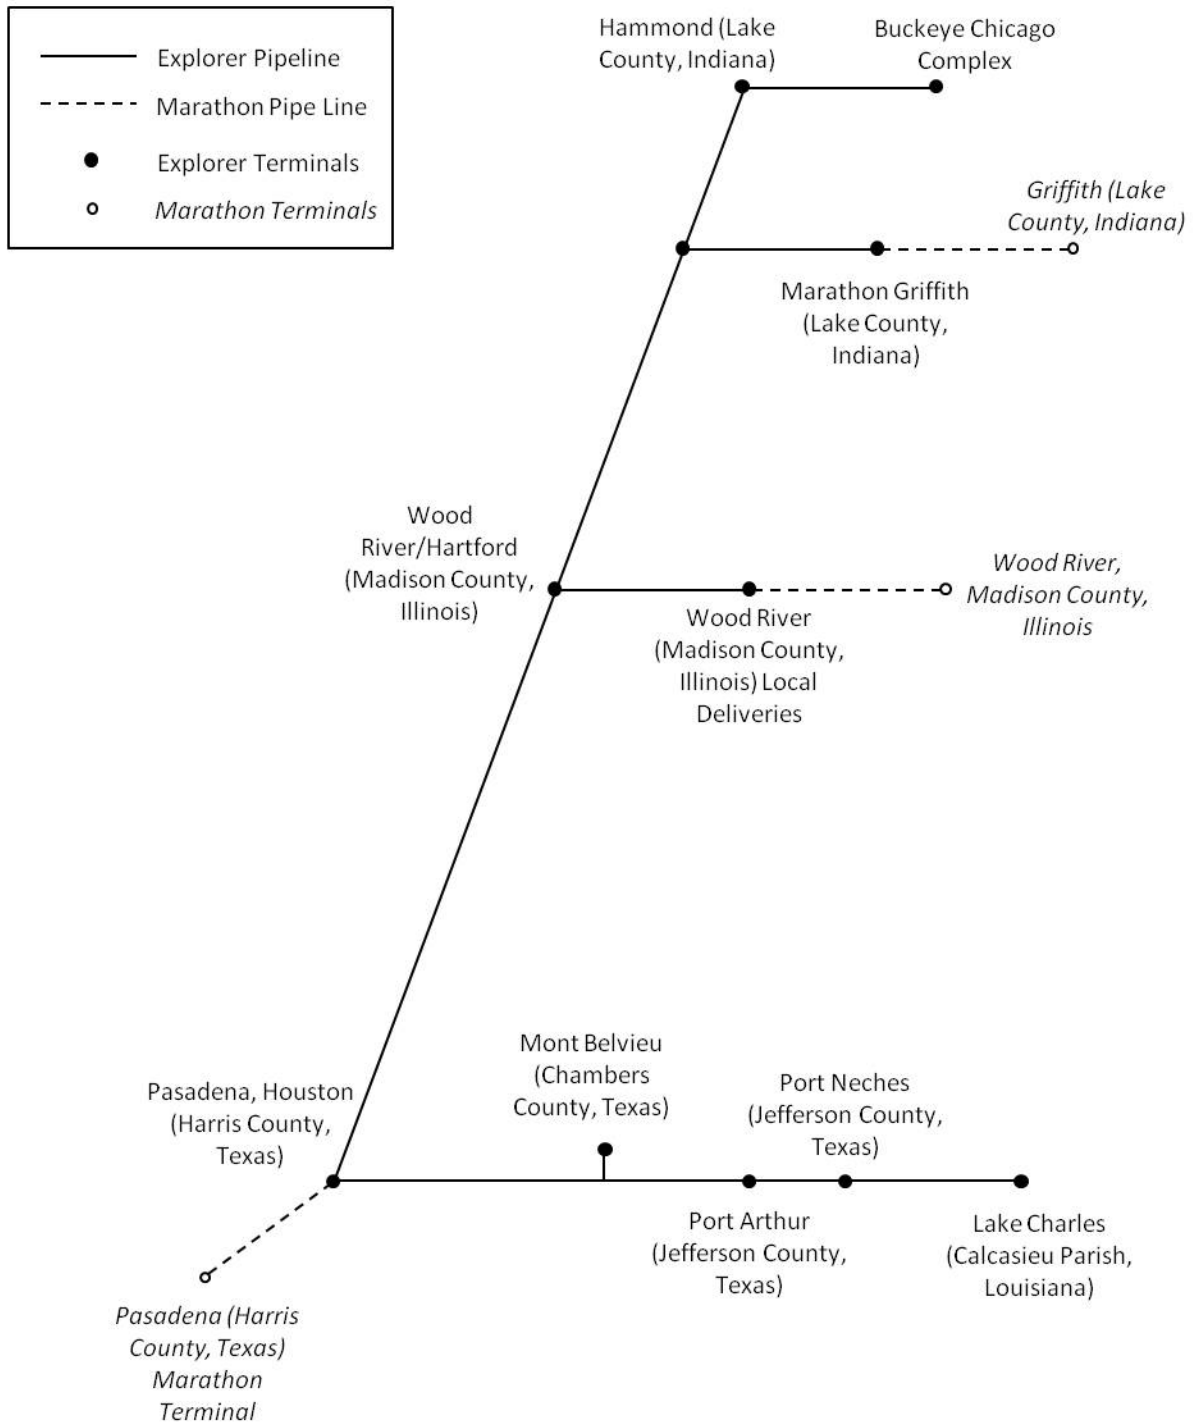 Explorer Pipeline
Marathon Pipe Line
Explorer Terminals
Marathon Terminals
Hammond (Lake
County, Indiana)
Buckeye Chicago
Complex
Griffith (Lake
County, Indiana)
Marathon Griffith
(Lake County,
Indiana)
Wood
River/Hartford
(Madison County,
Illinois)
Wood River,
Madison County,
Illinois
Wood River
(Madison County,
Illinois) Local
Deliveries
Mont Belvieu
(Chambers
County, Texas)
Port Neches
(Jefferson County,
Texas)
Pasadena, Houston
(Harris County,
Texas)
Port Arthur
(Jefferson County,
Texas)
Lake Charles
(Calcasieu Parish,
Louisiana)
Pasadena (Harris
County, Texas)
Marathon
Terminal